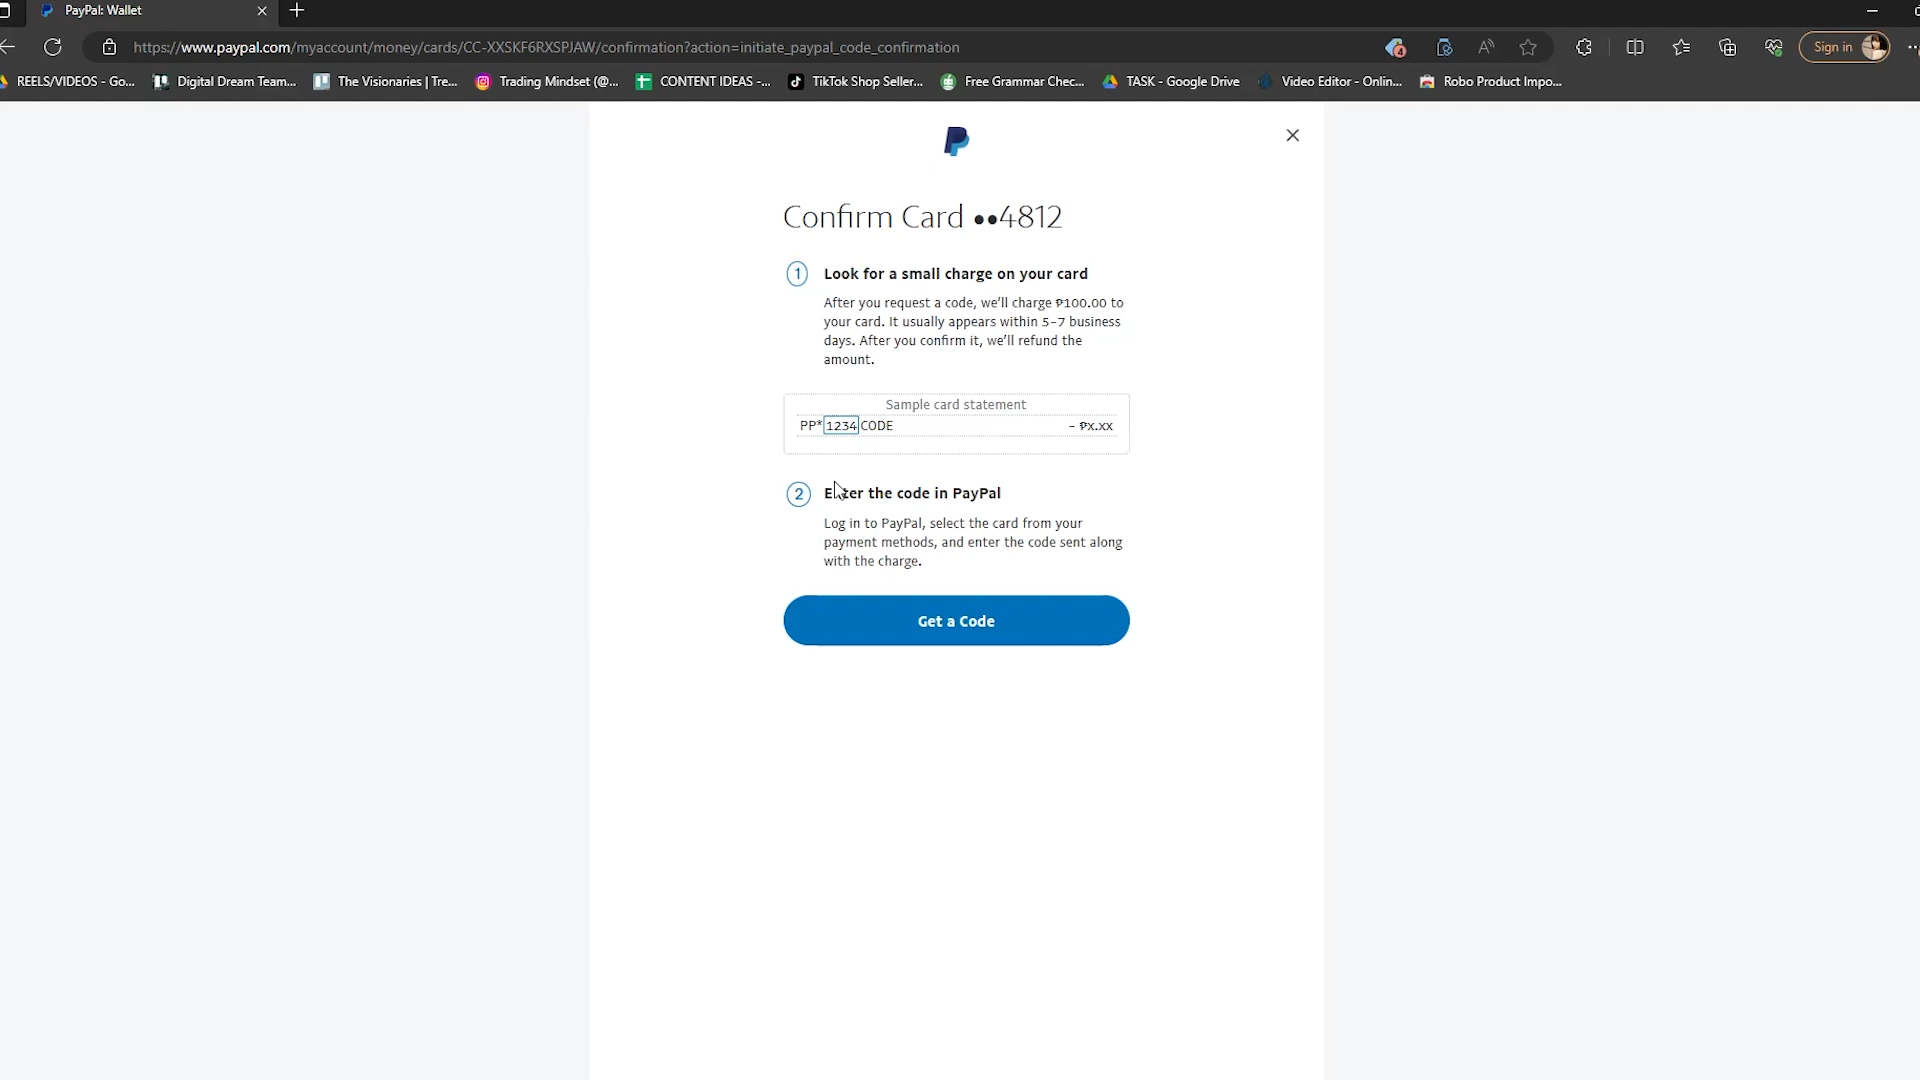 PayPal: Wallet
https://www.paypal.com/myaccount/money/cards/CC-XXSKF6RXSPJAW/confirmation?action=initiate_paypal_code_confirmation
4
Sign in
REELS/VIDEOS - Go... Digital Dream Team... The Visionaries | Tre... Trading Mindset (@... CONTENT IDEAS -... TikTok Shop Seller... Free Grammar Chec... TASK - Google Drive Video Editor - Onlin... Robo Product Impo...
Confirm Card ••4812
1 Look for a small charge on your card
After you request a code, we'll charge ₱100.00 to
your card. It usually appears within 5-7 business
days. After you confirm it, we'll refund the
amount.
Sample card statement
PP*1234CODE - ₱X.XX
2 Enter the code in PayPal
Log in to PayPal, select the card from your
payment methods, and enter the code sent along
with the charge.
Get a Code